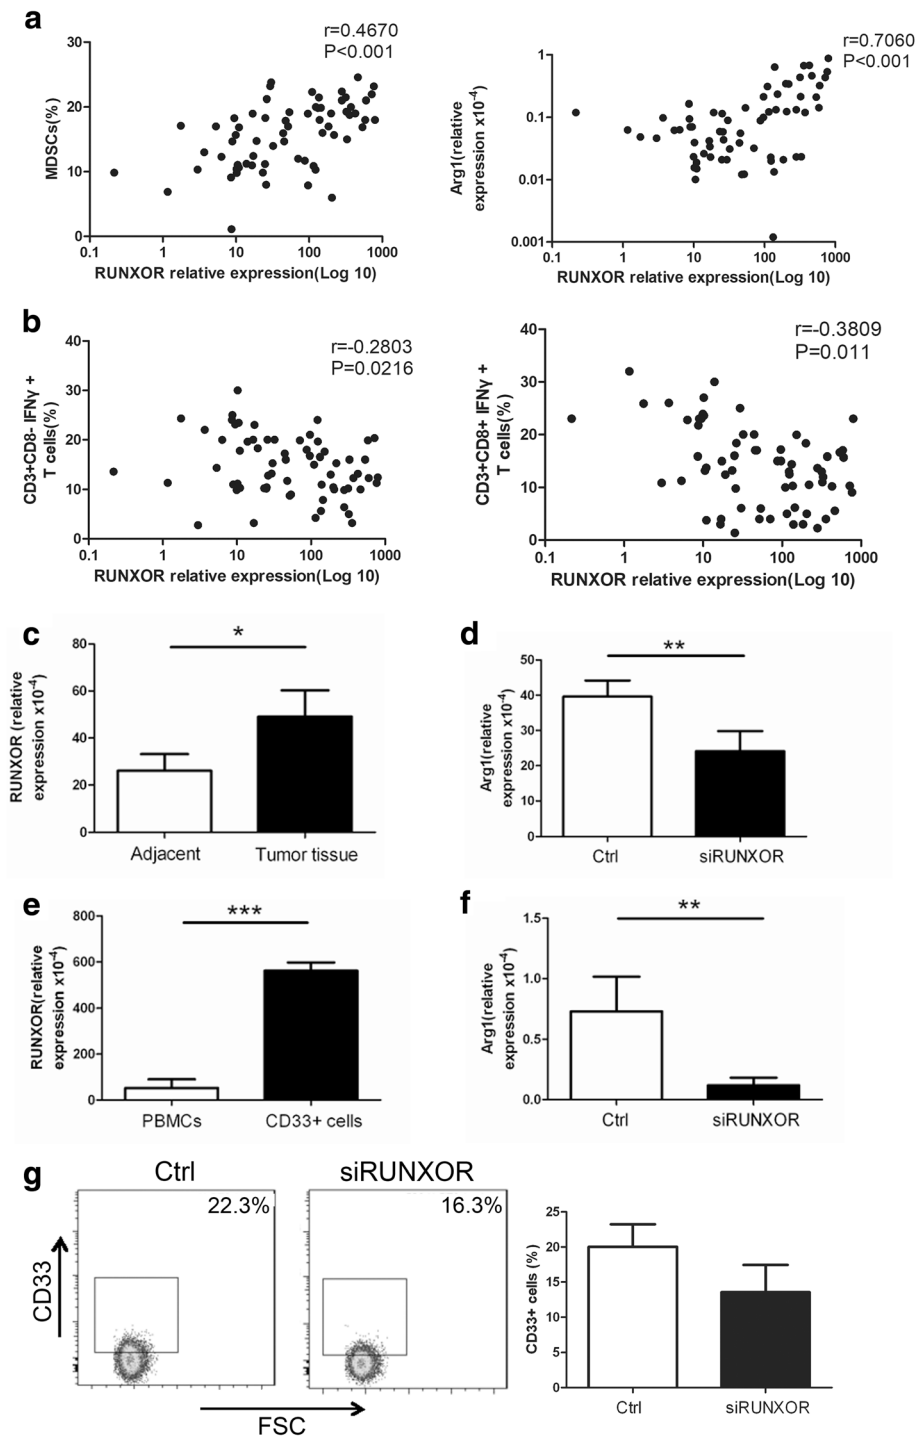 a
r=0.4670
P<0.001
MDSCs(%)
30
20
10
0
0.1 1 10 100 1000
RUNXOR relative expression(Log 10)
r=0.7060
P<0.001
Arg1(relative
expression x10-4)
1
0.1
0.01
0.001
0.1 1 10 100 1000
RUNXOR relative expression(Log 10)
b
r=-0.2803
P=0.0216
CD3+CD8- IFNγ +
T cells(%)
40
30
20
10
0
0.1 1 10 100 1000
RUNXOR relative expression(Log 10)
r=-0.3809
P=0.011
CD3+CD8+ IFNγ +
T cells(%)
40
30
20
10
0
0.1 1 10 100 1000
RUNXOR relative expression(Log 10)
c
*
RUNXOR (relative
expression x10-4)
80
60
40
20
0
Adjacent Tumor tissue
d
**
Arg1(relative
expression x10-4)
50
40
30
20
10
0
Ctrl siRUNXOR
e
***
RUNXOR(relative
expression x10-4)
800
600
400
200
0
PBMCs CD33+ cells
f
**
Arg1(relative
expression x10-4)
1.5
1.0
0.5
0.0
Ctrl siRUNXOR
g
Ctrl
22.3%
siRUNXOR
16.3%
CD33
FSC
CD33+ cells (%)
25
20
15
10
5
0
Ctrl siRUNXOR